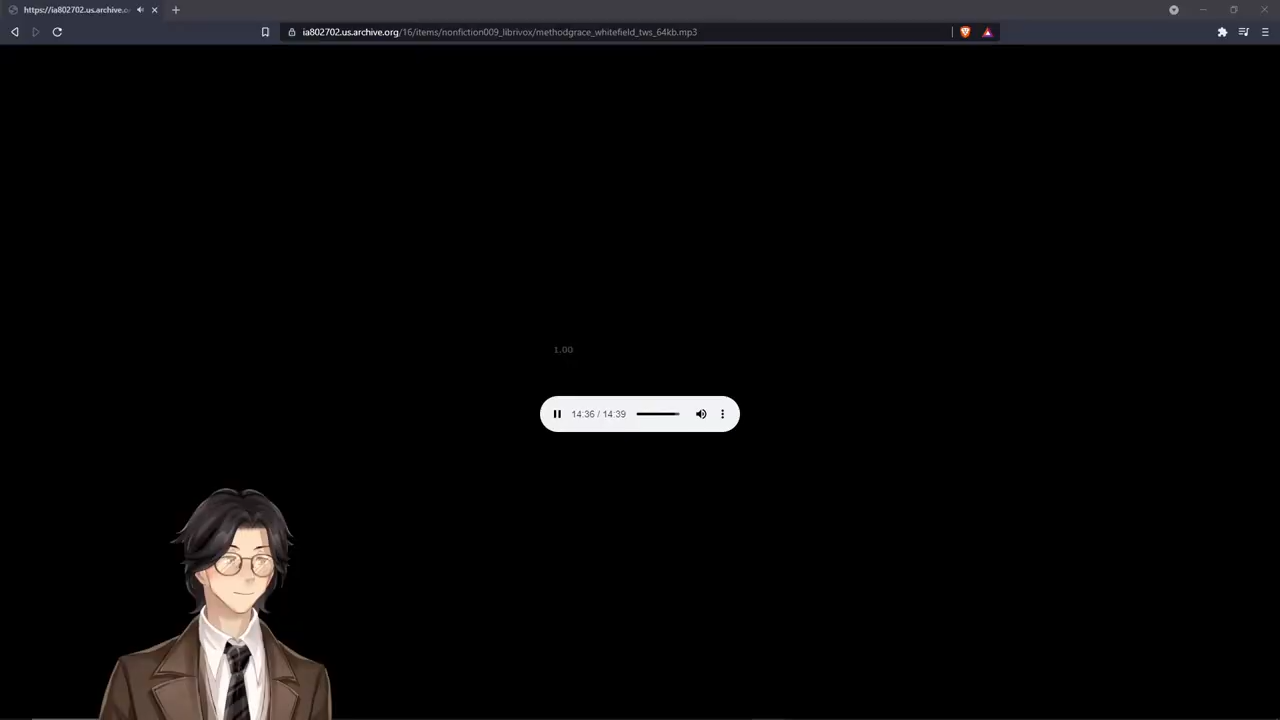 https://ia802702.us.archive.o
ia802702.us.archive.org/16/items/nonfiction009_librivox/methodgrace_whitefield_tws_64kb.mp3
1.00
14:36 / 14:39